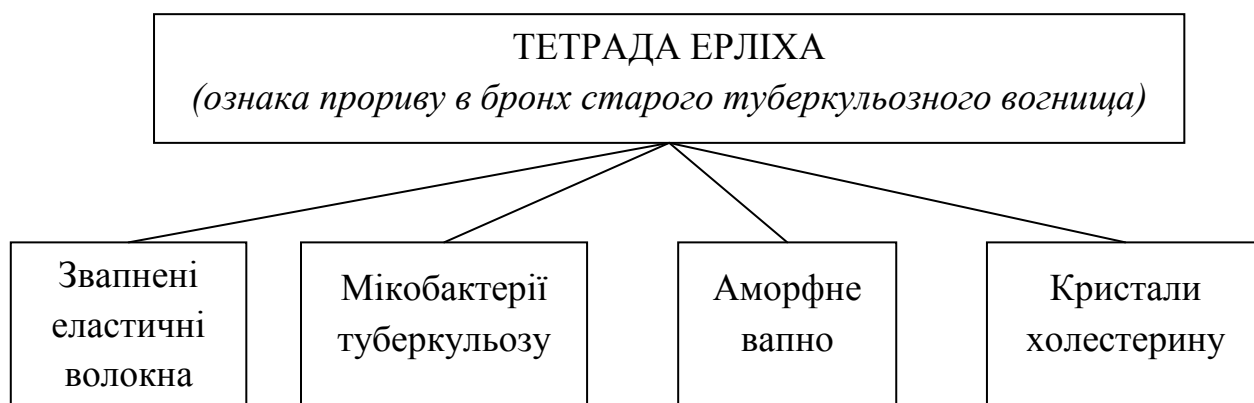 ТЕТРАДА ЕРЛІХА
(ознака прориву в бронх старого туберкульозного вогнища)
Звапнені
еластичні
волокна
Мікобактерії
туберкульозу
Аморфне
вапно
Кристали
холестерину